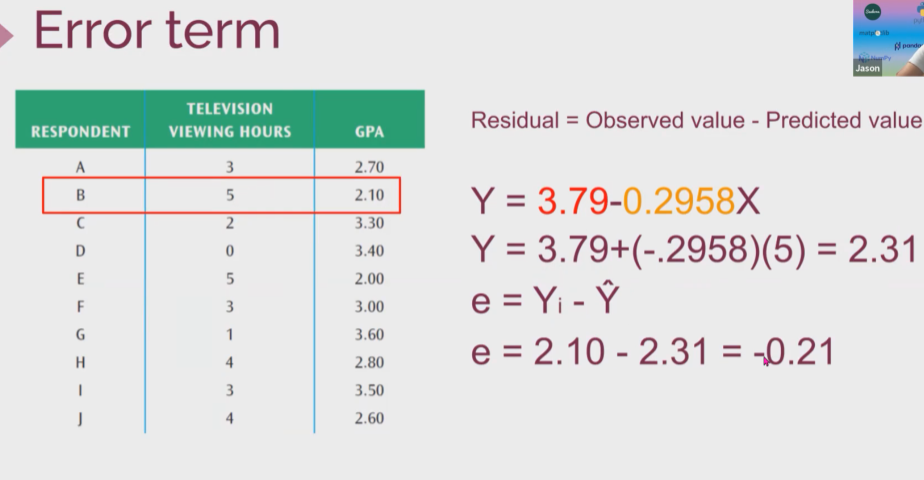 Error term
Jason
RESPONDENT TELEVISION VIEWING HOURS GPA
A 3 2.70
B 5 2.10
C 2 3.30
D 0 3.40
E 5 2.00
F 3 3.00
G 1 3.60
H 4 2.80
I 3 3.50
J 4 2.60
Residual = Observed value - Predicted value
Y = 3.79-0.2958X
Y = 3.79+(-.2958)(5) = 2.31
e = Yi - Ŷ
e = 2.10 - 2.31 = -0.21